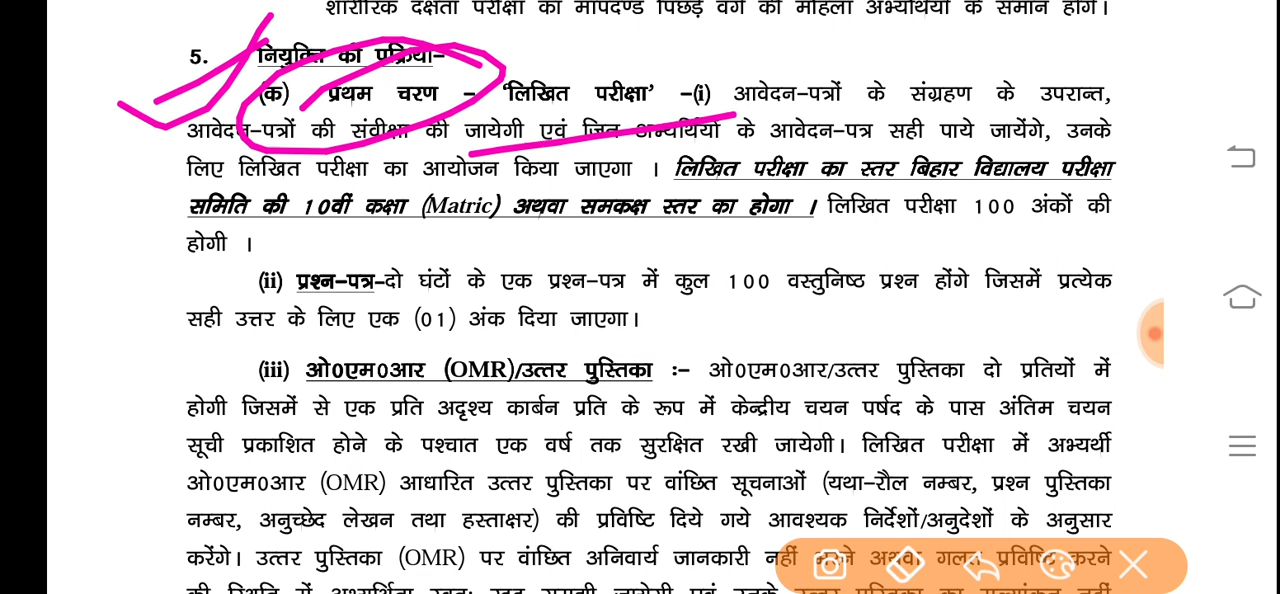 शारीरिक दक्षता परीक्षा का मापदण्ड पिछड़े वर्ग की महिला अभ्यर्थियों के समान होंगे।
5. नियुक्ति की प्रक्रिया–
(क) प्रथम चरण – ‘लिखित परीक्षा’ –(i) आवेदन–पत्रों के संग्रहण के उपरान्त,
आवेदन–पत्रों की संवीक्षा की जायेगी एवं जिन अभ्यर्थियों के आवेदन–पत्र सही पाये जायेंगे, उनके
लिए लिखित परीक्षा का आयोजन किया जाएगा । लिखित परीक्षा का स्तर बिहार विद्यालय परीक्षा
समिति की 10वीं कक्षा (Matric) अथवा समकक्ष स्तर का होगा । लिखित परीक्षा 100 अंकों की
होगी ।
(ii) प्रश्न–पत्र–दो घंटों के एक प्रश्न–पत्र में कुल 100 वस्तुनिष्ठ प्रश्न होंगे जिसमें प्रत्येक
सही उत्तर के लिए एक (01) अंक दिया जाएगा।
(iii) ओ0एम0आर (OMR)/उत्तर पुस्तिका :– ओ0एम0आर/उत्तर पुस्तिका दो प्रतियों में
होगी जिसमें से एक प्रति अदृश्य कार्बन प्रति के रूप में केन्द्रीय चयन पर्षद के पास अंतिम चयन
सूची प्रकाशित होने के पश्चात एक वर्ष तक सुरक्षित रखी जायेगी। लिखित परीक्षा में अभ्यर्थी
ओ0एम0आर (OMR) आधारित उत्तर पुस्तिका पर वांछित सूचनाओं (यथा–रौल नम्बर, प्रश्न पुस्तिका
नम्बर, अनुच्छेद लेखन तथा हस्ताक्षर) की प्रविष्टि दिये गये आवश्यक निर्देशों/अनुदेशों के अनुसार
करेंगे। उत्तर पुस्तिका (OMR) पर वांछित अनिवार्य जानकारी नहीं भरने अथवा गलत प्रविष्टि करने